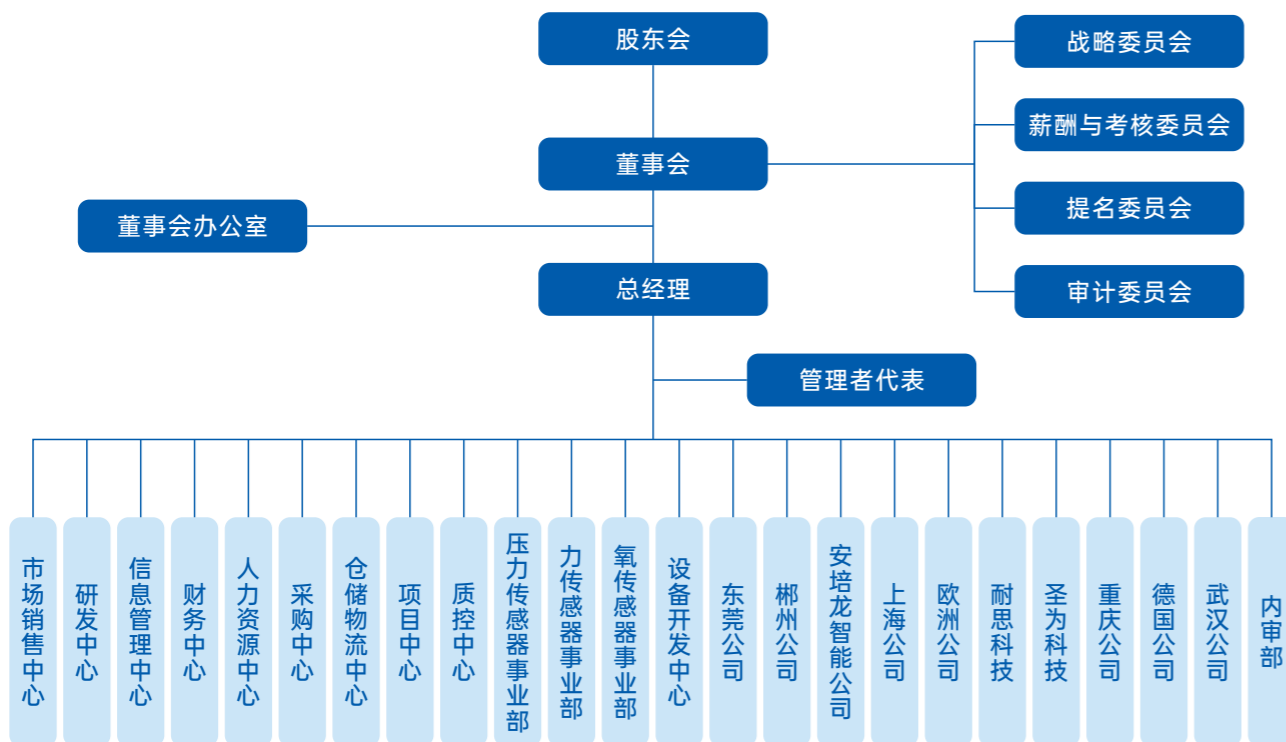 股东会
战略委员会
薪酬与考核委员会
董事会
提名委员会
董事会办公室
总经理
审计委员会
管理者代表
市场销售中心
研发中心
信息管理中心
财务中心
人力资源中心
采购中心
仓储物流中心
项目中心
质控中心
压力传感器事业部
力传感器事业部
氧传感器事业部
设备开发中心
东莞公司
郴州公司
安培龙智能公司
上海公司
欧洲公司
耐思科技
圣为科技
重庆公司
德国公司
武汉公司
内审部